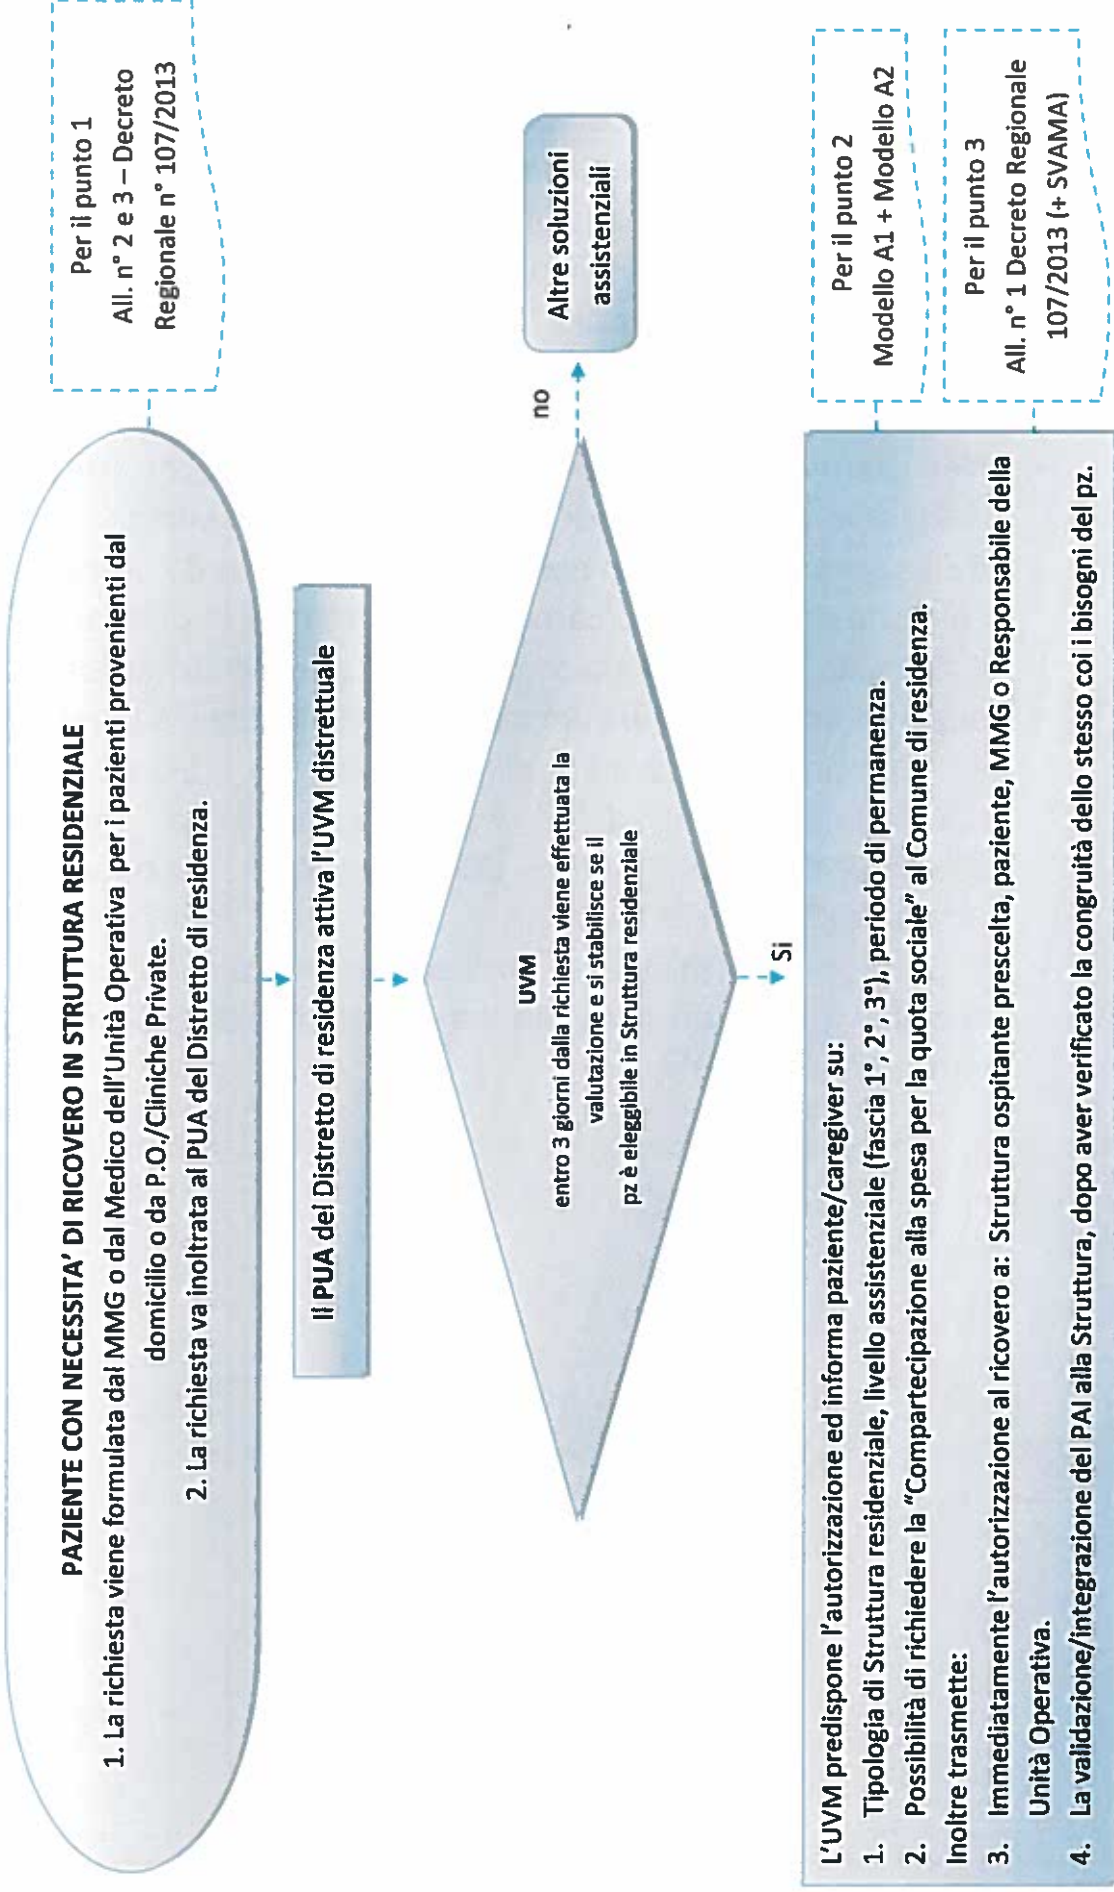 PAZIENTE CON NECESSITA' DI RICOVERO IN STRUTTURA RESIDENZIALE
1. La richiesta viene formulata dal MMG o dal Medico dell'Unità Operativa per i pazienti provenienti dal
domicilio o da P.O./Cliniche Private.
2. La richiesta va inoltrata al PUA del Distretto di residenza.
Per il punto 1
All. n° 2 e 3 – Decreto
Regionale n° 107/2013
Il PUA del Distretto di residenza attiva l'UVM distrettuale
UVM
entro 3 giorni dalla richiesta viene effettuata la
valutazione e si stabilisce se il
pz è eleggibile in Struttura residenziale
no
Altre soluzioni
assistenziali
Si
L'UVM predispone l'autorizzazione ed informa paziente/caregiver su:
1. Tipologia di Struttura residenziale, livello assistenziale (fascia 1°, 2°, 3°), periodo di permanenza.
2. Possibilità di richiedere la "Compartecipazione alla spesa per la quota sociale" al Comune di residenza.
Inoltre trasmette:
3. Immediatamente l'autorizzazione al ricovero a: Struttura ospitante prescelta, paziente, MMG o Responsabile della
Unità Operativa.
4. La validazione/integrazione del PAI alla Struttura, dopo aver verificato la congruità dello stesso coi i bisogni del pz.
Per il punto 2
Modello A1 + Modello A2
Per il punto 3
All. n° 1 Decreto Regionale
107/2013 (+ SVAMA)